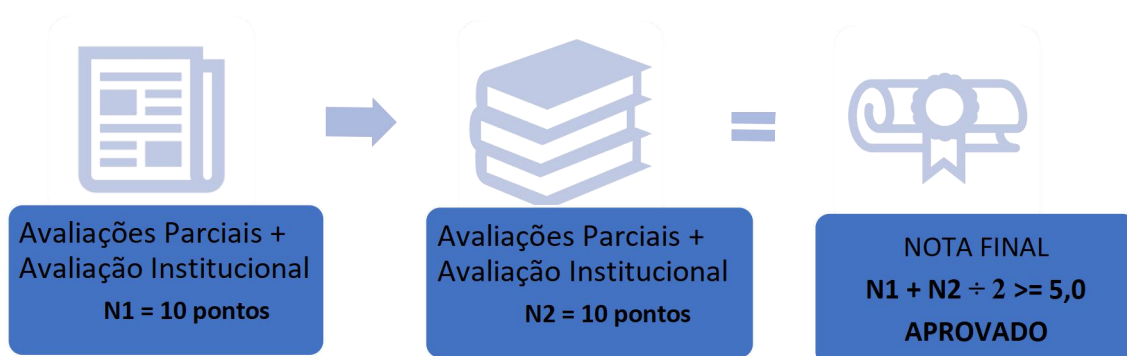 Avaliações Parciais +
Avaliação Institucional
N1 = 10 pontos
Avaliações Parciais +
Avaliação Institucional
N2 = 10 pontos
NOTA FINAL
N1 + N2 ÷ 2 >= 5,0
APROVADO